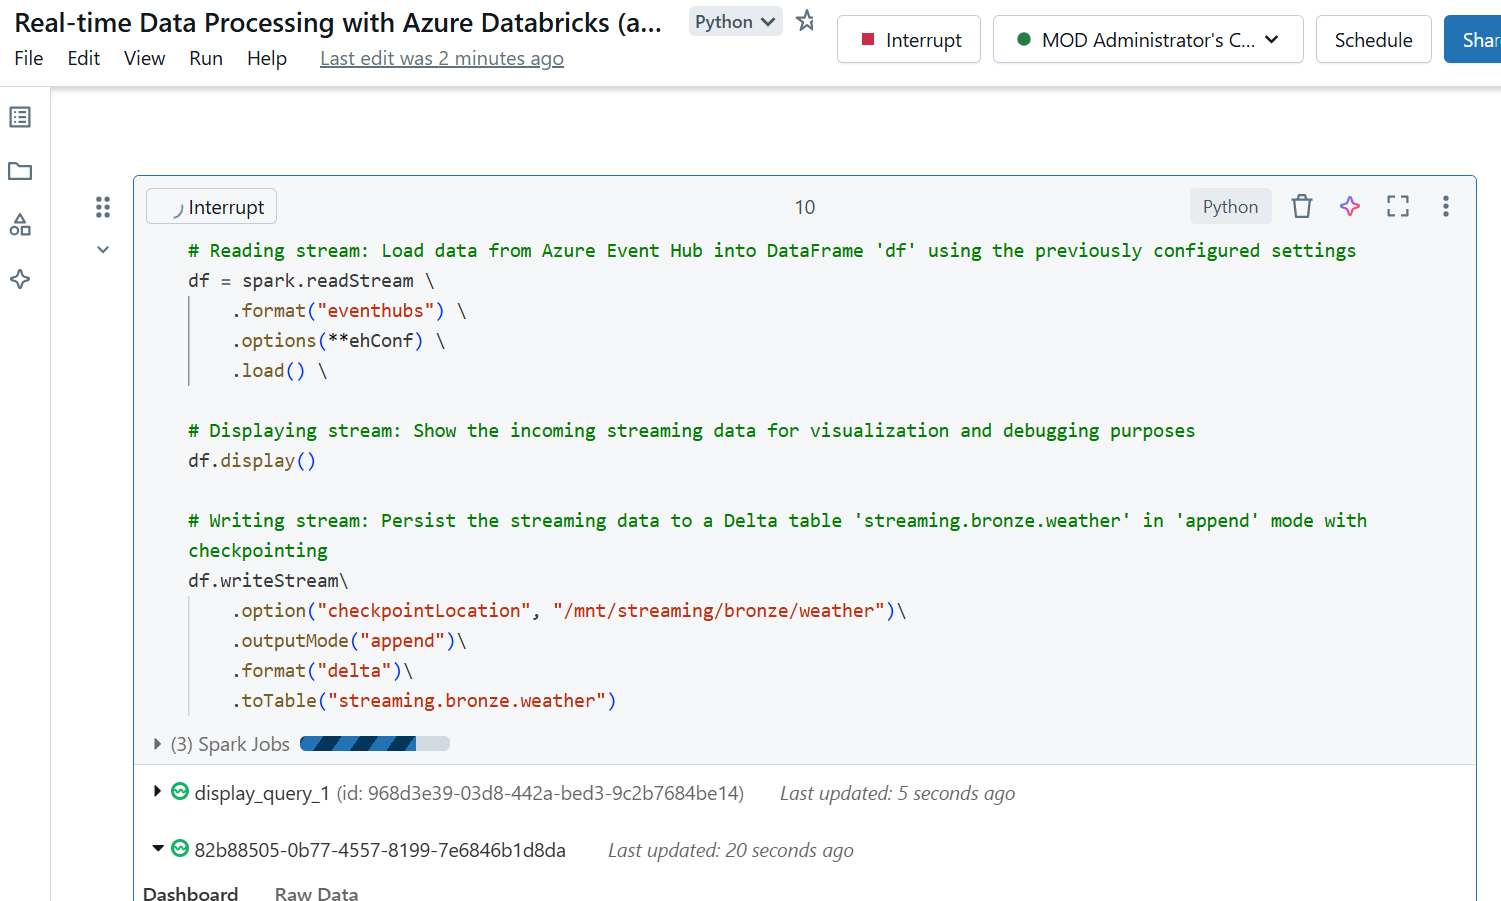 Real-time Data Processing with Azure Databricks (a...
Python
Interrupt
MOD Administrator's C...
Schedule
File Edit View Run Help Last edit was 2 minutes ago
Interrupt
10
Python
# Reading stream: Load data from Azure Event Hub into DataFrame 'df' using the previously configured settings
df = spark.readStream \
.format("eventhubs") \
.options(**ehConf) \
.load() \
# Displaying stream: Show the incoming streaming data for visualization and debugging purposes
df.display()
# Writing stream: Persist the streaming data to a Delta table 'streaming.bronze.weather' in 'append' mode with
checkpointing
df.writeStream\
.option("checkpointLocation", "/mnt/streaming/bronze/weather")\
.outputMode("append")\
.format("delta")\
.toTable("streaming.bronze.weather")
(3) Spark Jobs
display_query_1 (id: 968d3e39-03d8-442a-bed3-9c2b7684be14) Last updated: 5 seconds ago
82b88505-0b77-4557-8199-7e6846b1d8da Last updated: 20 seconds ago
Dashboard Raw Data